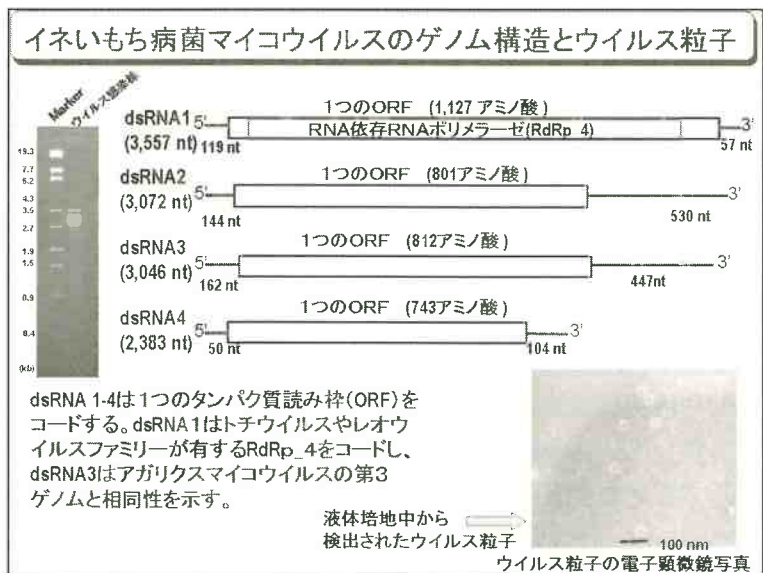 イネいもち病菌マイコウイルスのゲノム構造とウイルス粒子
Marker
ウイルス感染株
19.3
7.7
6.2
4.3
3.5
2.7
1.9
1.5
0.9
0.4
(kb)
dsRNA1
(3,557 nt)
5'
1つのORF (1,127 アミノ酸)
RNA依存RNAポリメラーゼ(RdRp_4)
3'
119 nt
57 nt
dsRNA2
(3,072 nt)
5'
1つのORF (801アミノ酸)
3'
144 nt
530 nt
dsRNA3
(3,046 nt)
5'
1つのORF (812アミノ酸)
3'
162 nt
447nt
dsRNA4
(2,383 nt)
5'
1つのORF (743アミノ酸)
3'
50 nt
104 nt
dsRNA 1-4は1つのタンパク質読み枠(ORF)を
コードする。dsRNA1はトチウイルスやレオウ
イルスファミリーが有するRdRp_4をコードし、
dsRNA3はアガリクスマイコウイルスの第3
ゲノムと相同性を示す。
液体培地中から
検出されたウイルス粒子
100 nm
ウイルス粒子の電子顕微鏡写真